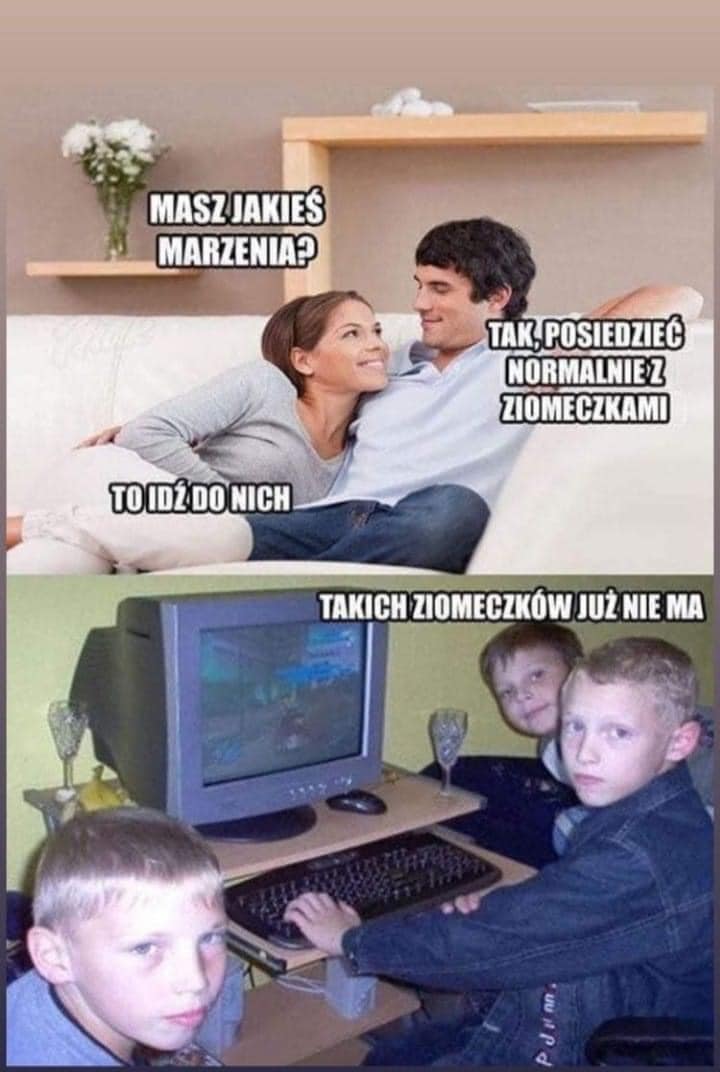 MASZ JAKIEŚ
MARZENIA?
TAK, POSIEDZIEĆ
NORMALNIE Z
ZIOMECZKAMI
TO IDŹ DO NICH
TAKICH ZIOMECZKÓW JUŻ NIE MA